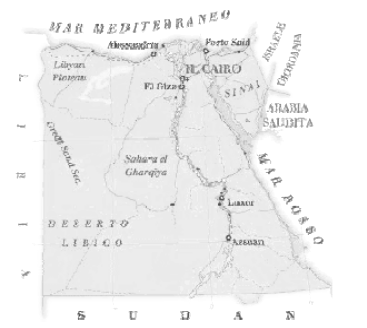 MAR MEDITERRANEO
Alessandria
Porto Said
ISRAELE
GIORDANIA
Libyan
Plateau
IL CAIRO
El Giza
SINAI
ARABIA
SAUDITA
Great Sand Sea
Sahara el
Gharqiya
MAR ROSSO
LIBIA
Luxor
DESERTO
LIBICO
Assuan
SUDAN